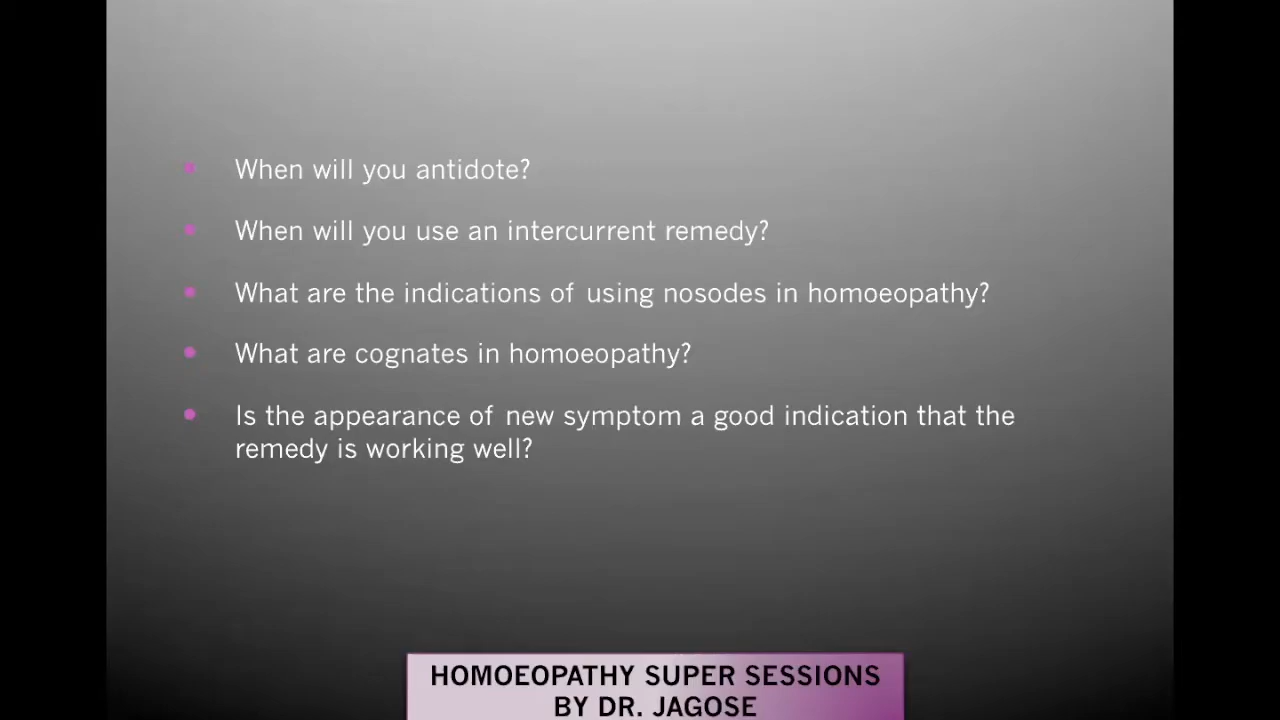 When will you antidote?
When will you use an intercurrent remedy?
What are the indications of using nosodes in homoeopathy?
What are cognates in homoeopathy?
Is the appearance of new symptom a good indication that the
remedy is working well?
HOMOEOPATHY SUPER SESSIONS
BY DR. JAGOSE